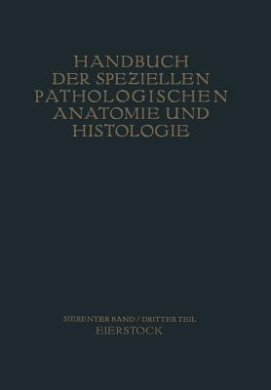 HANDBUCH
DER SPEZIELLEN
PATHOLOGISCHEN
ANATOMIE UND
HISTOLOGIE
SIEBENTER BAND / DRITTER TEIL
EIERSTOCK